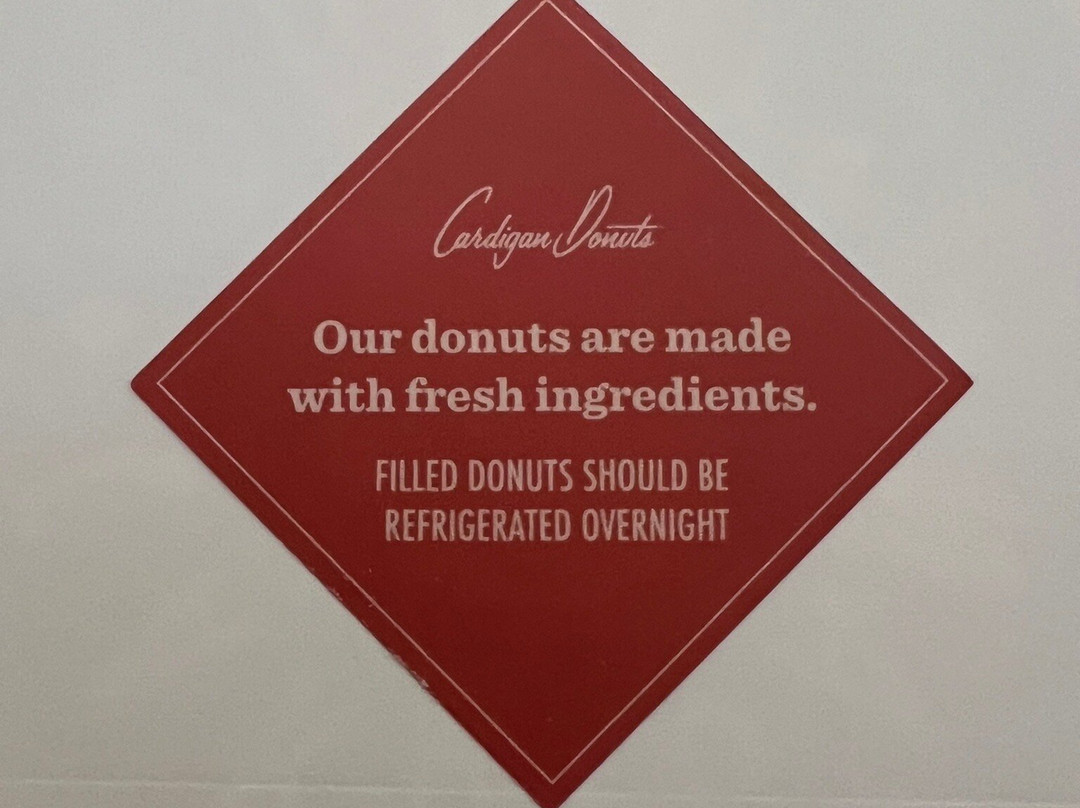 Cardigan Donuts
Our donuts are made
with fresh ingredients.
FILLED DONUTS SHOULD BE
REFRIGERATED OVERNIGHT